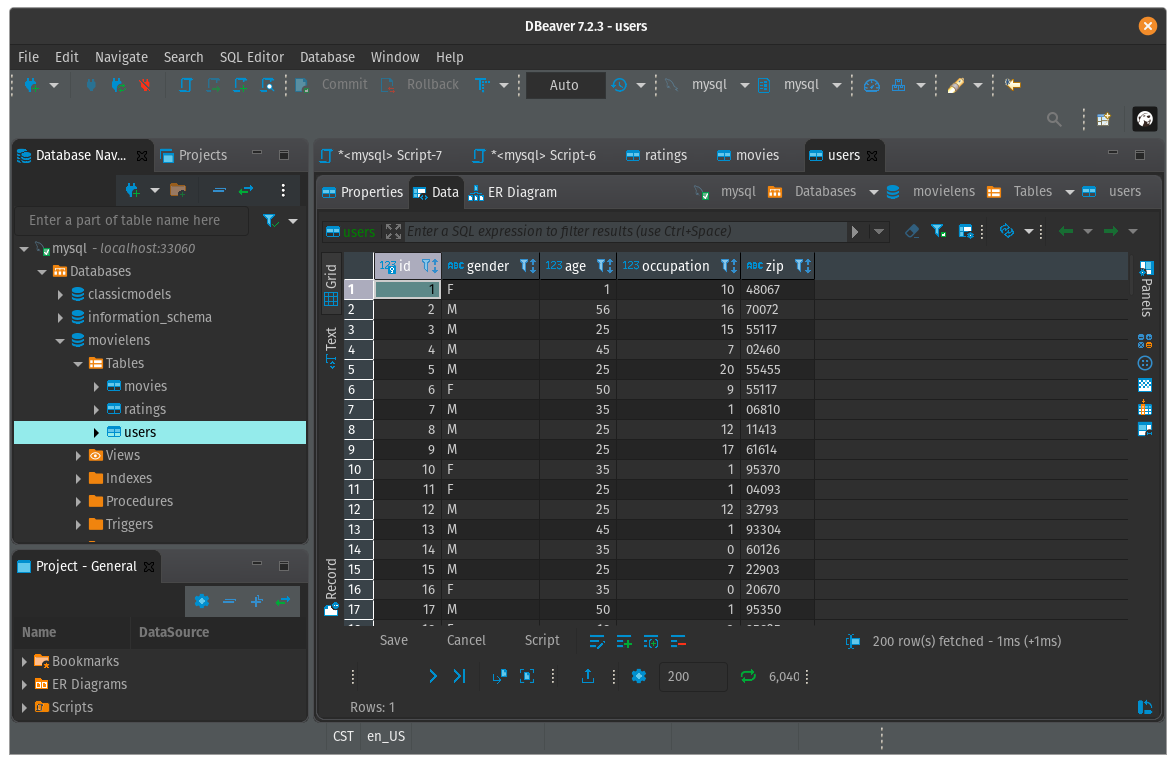 DBeaver 7.2.3 - users
File Edit Navigate Search SQL Editor Database Window Help
Commit Rollback Auto mysql mysql
Database Nav... Projects
Enter a part of table name here
mysql - localhost:33060
Databases
classicmodels
information_schema
movielens
Tables
movies
ratings
users
Views
Indexes
Procedures
Triggers
Project - General
Name DataSource
Bookmarks
ER Diagrams
Scripts
*<mysql> Script-7 *<mysql> Script-6 ratings movies users
Properties Data ER Diagram mysql Databases movielens Tables users
users Enter a SQL expression to filter results (use Ctrl+Space)
Grid
Text
Record
123 id ABC gender 123 age 123 occupation ABC zip
1 1 F 1 10 48067
2 2 M 56 16 70072
3 3 M 25 15 55117
4 4 M 45 7 02460
5 5 M 25 20 55455
6 6 F 50 9 55117
7 7 M 35 1 06810
8 8 M 25 12 11413
9 9 M 25 17 61614
10 10 F 35 1 95370
11 11 F 25 1 04093
12 12 M 25 12 32793
13 13 M 45 1 93304
14 14 M 35 0 60126
15 15 M 25 7 22903
16 16 F 35 0 20670
17 17 M 50 1 95350
Panels
Save Cancel Script 200 row(s) fetched - 1ms (+1ms)
200 6,040
Rows: 1
CST en_US